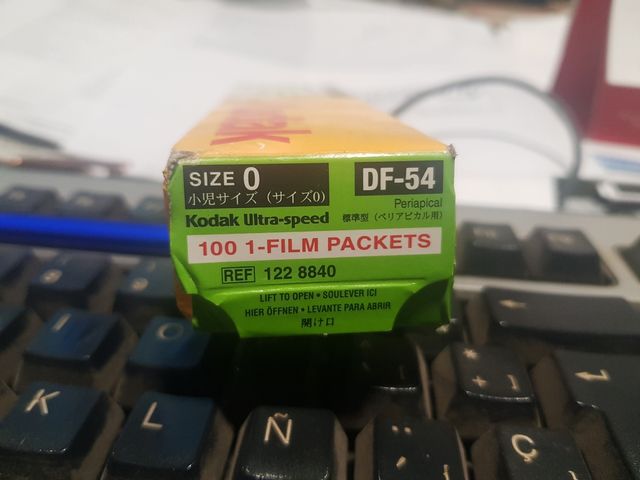 Kodak
SIZE 0
DF-54
小児サイズ (サイズ0)
Periapical
Kodak Ultra-speed
標準型 (ペリアピカル用)
100 1-FILM PACKETS
REF 122 8840
LIFT TO OPEN • SOULEVER ICI
HIER ÖFFNEN • LEVANTE PARA ABRIR
開け口
I
O
* + ]
K
L
Ñ
Ç